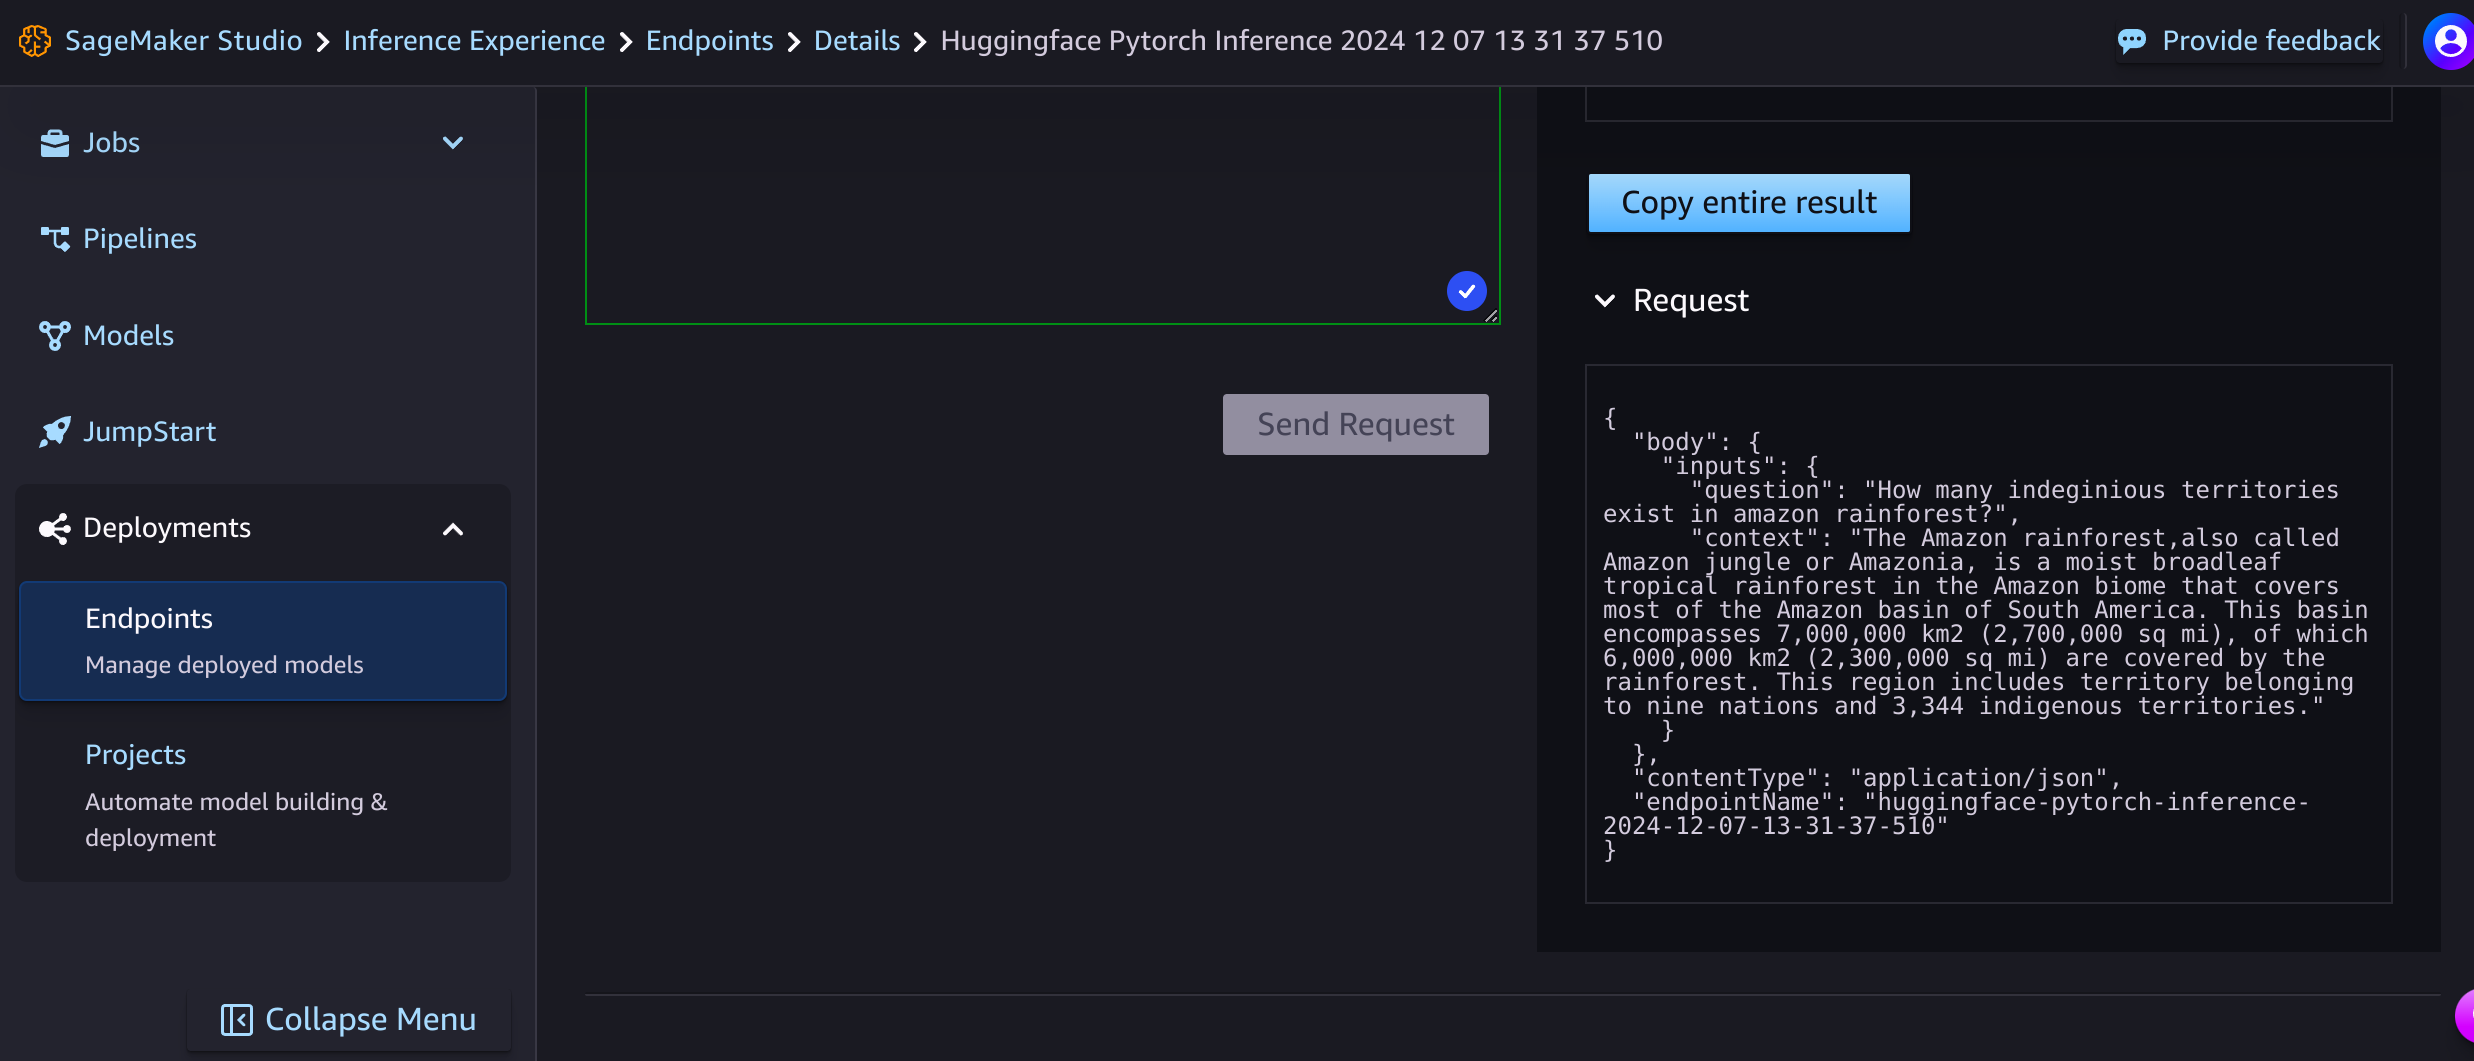 SageMaker Studio > Inference Experience > Endpoints > Details > Huggingface Pytorch Inference 2024 12 07 13 31 37 510
Provide feedback
Jobs
Pipelines
Models
JumpStart
Deployments
Endpoints
Manage deployed models
Projects
Automate model building &
deployment
Collapse Menu
Send Request
Copy entire result
Request
{
"body": {
"inputs": {
"question": "How many indeginious territories
exist in amazon rainforest?",
"context": "The Amazon rainforest,also called
Amazon jungle or Amazonia, is a moist broadleaf
tropical rainforest in the Amazon biome that covers
most of the Amazon basin of South America. This basin
encompasses 7,000,000 km2 (2,700,000 sq mi), of which
6,000,000 km2 (2,300,000 sq mi) are covered by the
rainforest. This region includes territory belonging
to nine nations and 3,344 indigenous territories."
}
},
"contentType": "application/json",
"endpointName": "huggingface-pytorch-inference-
2024-12-07-13-31-37-510"
}